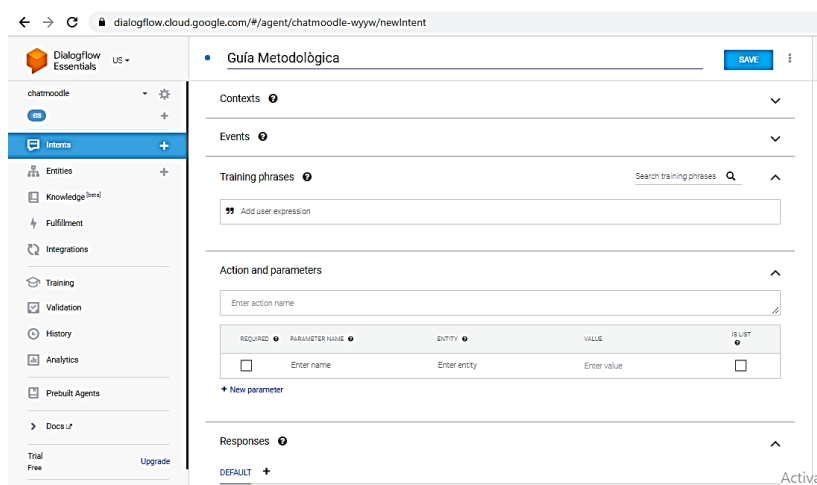 dialogflow.cloud.google.com/#/agent/chatmoodle-wyyw/newIntent
Dialogflow
Essentials
US
Guía Metodològica
SAVE
chatmoodle
es
Intents
Entities
Knowledge [beta]
Fulfillment
Integrations
Training
Validation
History
Analytics
Prebuilt Agents
Docs
Trial
Free
Upgrade
Contexts
Events
Training phrases
Search training phrases
Add user expression
Action and parameters
Enter action name
REQUIRED PARAMETER NAME ENTITY VALUE IS LIST
Enter name Enter entity Enter value
+ New parameter
Responses
DEFAULT +
Activa